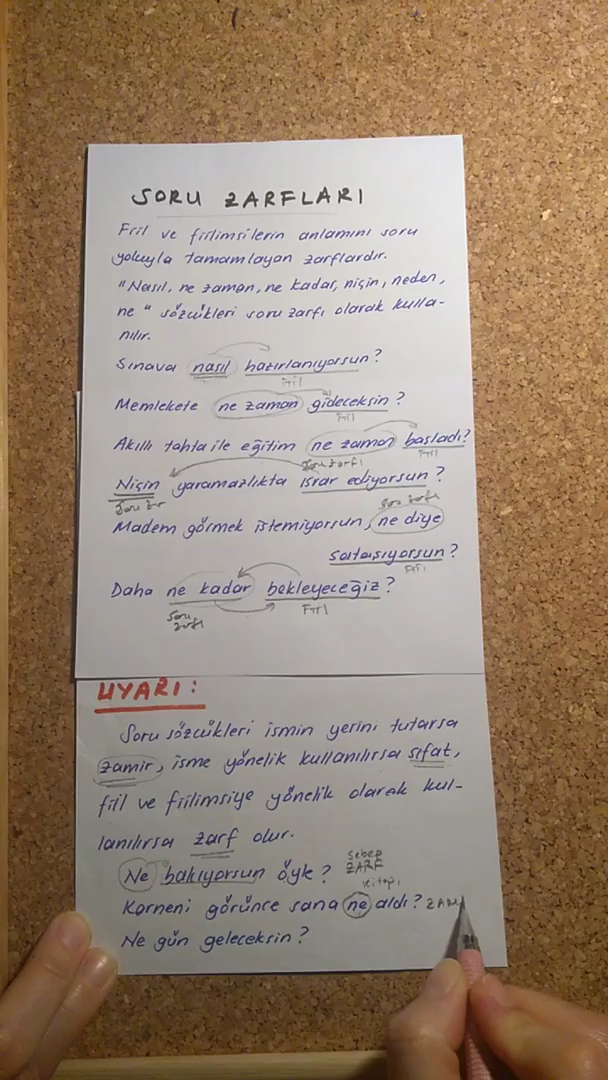 SORU ZARFLARI
Fiil ve fiilimsilerin anlamını soru
yoluyla tamamlayan zarflardır.
"Nasıl, ne zaman, ne kadar, niçin, neden,
ne" sözcükleri soru zarfı olarak kulla-
nılır.
Sınava nasıl hazırlanıyorsun?
Fiil
Memlekete ne zaman gideceksin?
Fiil
Akıllı tahta ile eğitim ne zaman başladı?
Soru zarfı Fiil
Niçin yaramazlıkta ısrar ediyorsun?
Soru Soru zarfı
Madem görmek istemiyorsun, ne diye
sataşıyorsun?
Fiil
Daha ne kadar bekleyeceğiz?
Soru Fiil
zarfı
UYARI:
Soru sözcükleri ismin yerini tutarsa
zamir, isme yönelik kullanılırsa sıfat,
fiil ve fiilimsiye yönelik olarak kul-
lanılırsa zarf olur.
Sebep
Ne bakıyorsun öyle? ZARF
kitap
Karneni görünce sana ne aldı? ZAM
Ne gün geleceksin?